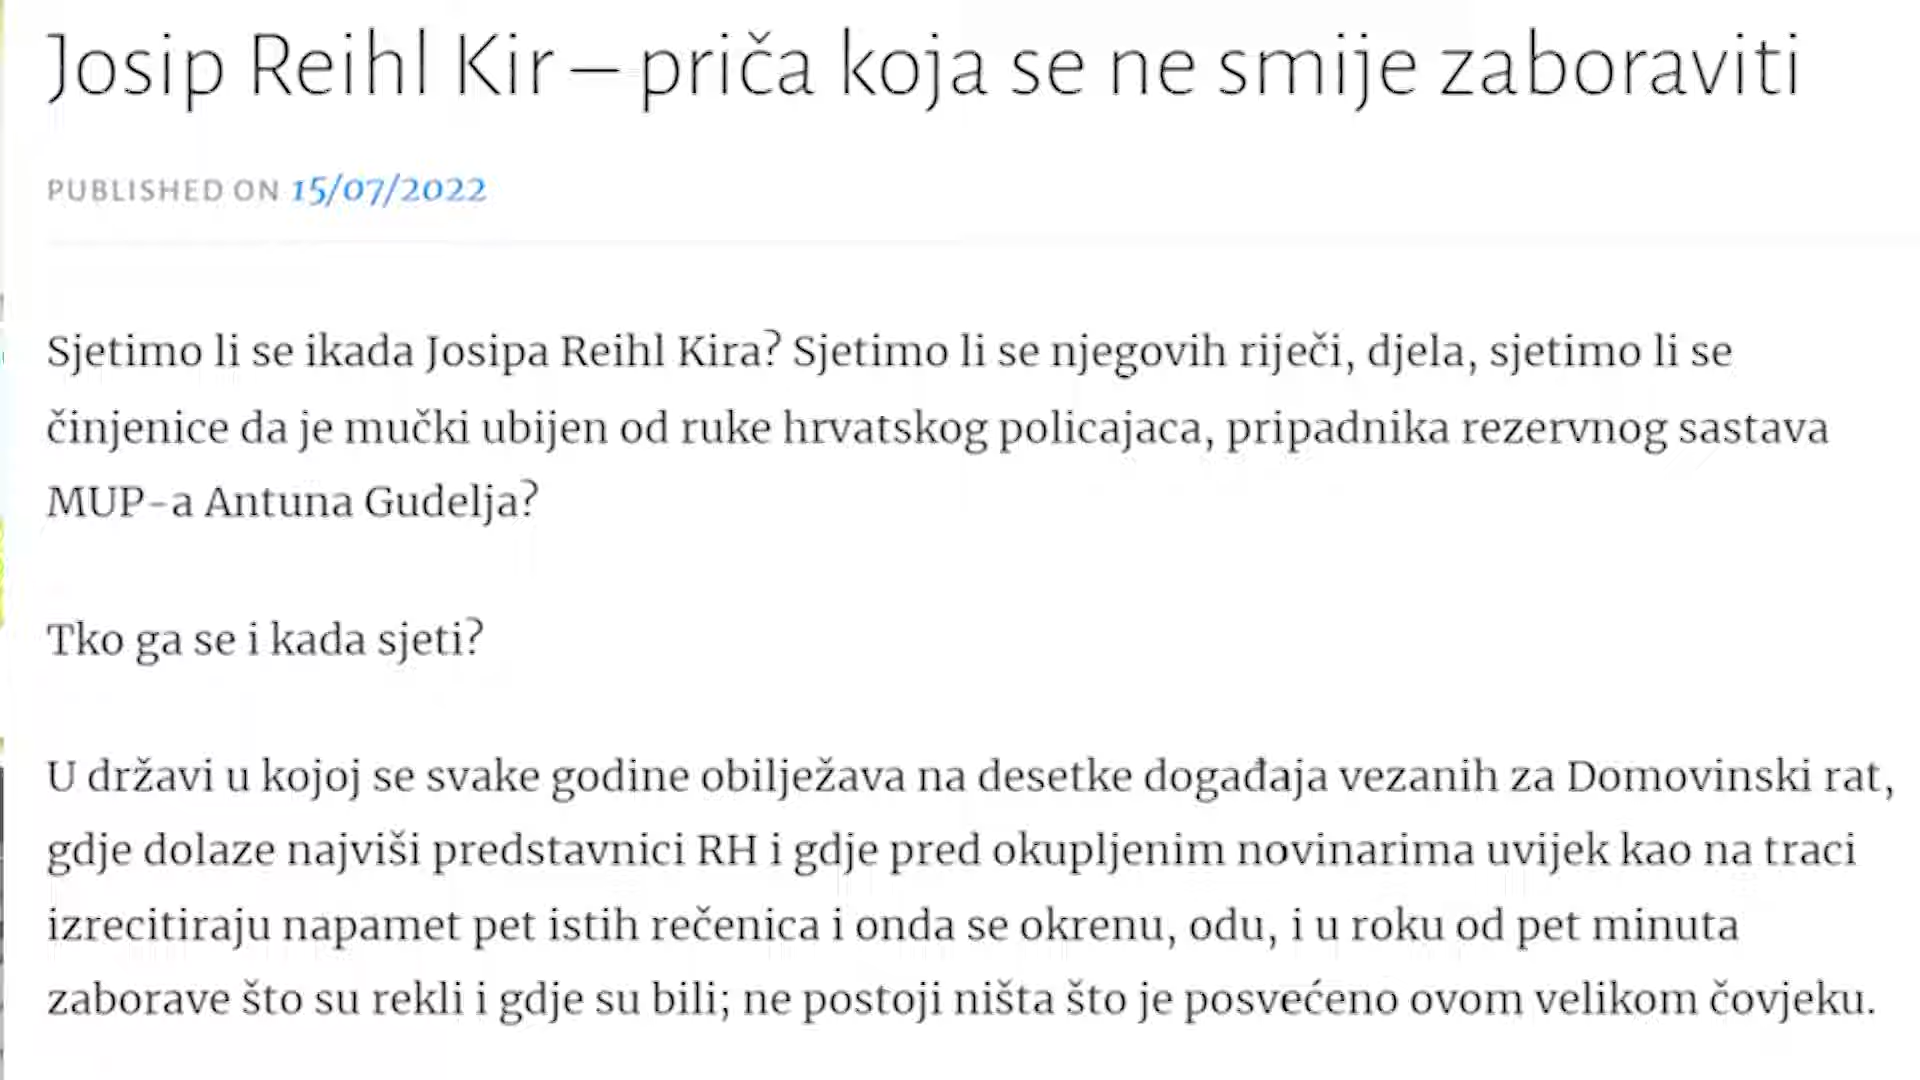 Josip Reihl Kir – priča koja se ne smije zaboraviti
PUBLISHED ON 15/07/2022
Sjetimo li se ikada Josipa Reihl Kira? Sjetimo li se njegovih riječi, djela, sjetimo li se
činjenice da je mučki ubijen od ruke hrvatskog policajaca, pripadnika rezervnog sastava
MUP-a Antuna Gudelja?
Tko ga se i kada sjeti?
U državi u kojoj se svake godine obilježava na desetke događaja vezanih za Domovinski rat,
gdje dolaze najviši predstavnici RH i gdje pred okupljenim novinarima uvijek kao na traci
izrecitiraju napamet pet istih rečenica i onda se okrenu, odu, i u roku od pet minuta
zaborave što su rekli i gdje su bili; ne postoji ništa što je posvećeno ovom velikom čovjeku.